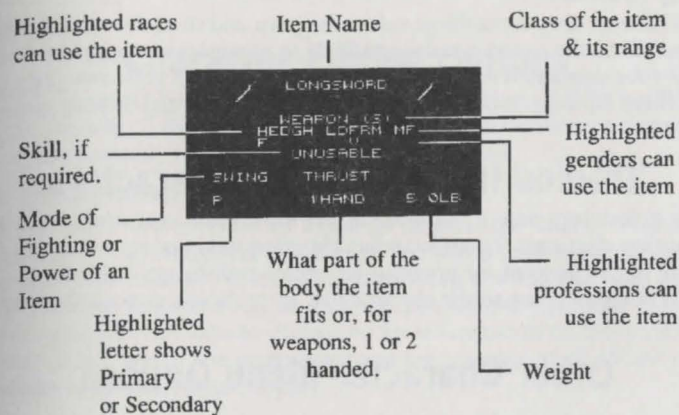 Highlighted races
can use the item
Item Name
Class of the item
& its range
LONGSWORD
WEAPON (S)
HEDGH LDFRM MF
F
UNUSABLE
SWING THRUST
P 1HAND
Skill, if
required.
Mode of
Fighting or
Power of an
Item
Highlighted
letter shows
Primary
or Secondary
What part of the
body the item
fits or, for
weapons, 1 or 2
handed.
Highlighted
genders can
use the item
Highlighted
professions can
use the item
Weight